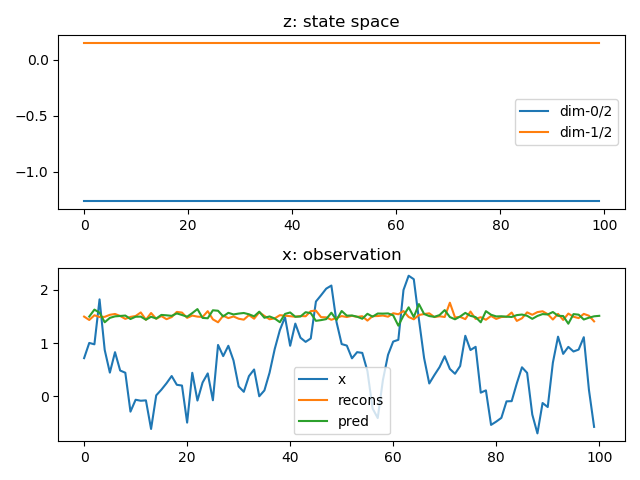 z: state space
0.0
−0.5
−1.0
dim-0/2
dim-1/2
0 20 40 60 80 100
x: observation
2
1
0
x
recons
pred
0 20 40 60 80 100